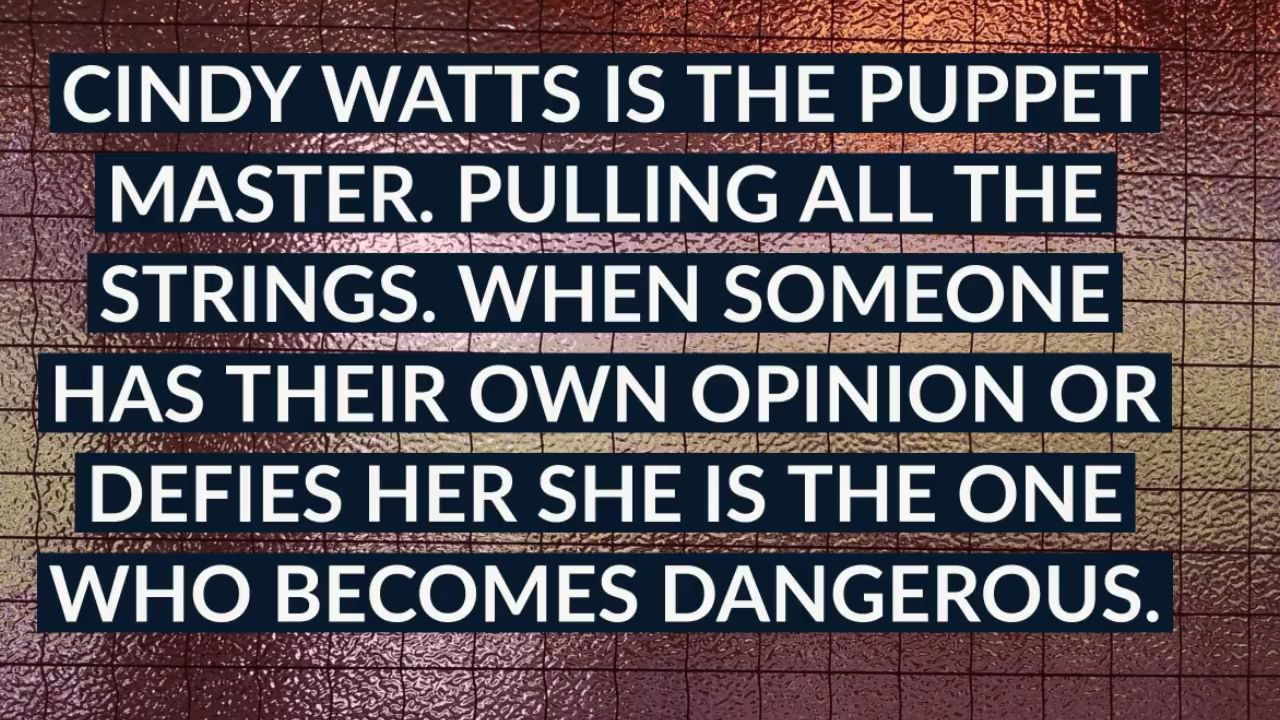 CINDY WATTS IS THE PUPPET
MASTER. PULLING ALL THE
STRINGS. WHEN SOMEONE
HAS THEIR OWN OPINION OR
DEFIES HER SHE IS THE ONE
WHO BECOMES DANGEROUS.